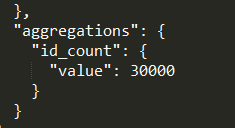 },
"aggregations": {
"id_count": {
"value": 30000
}
}